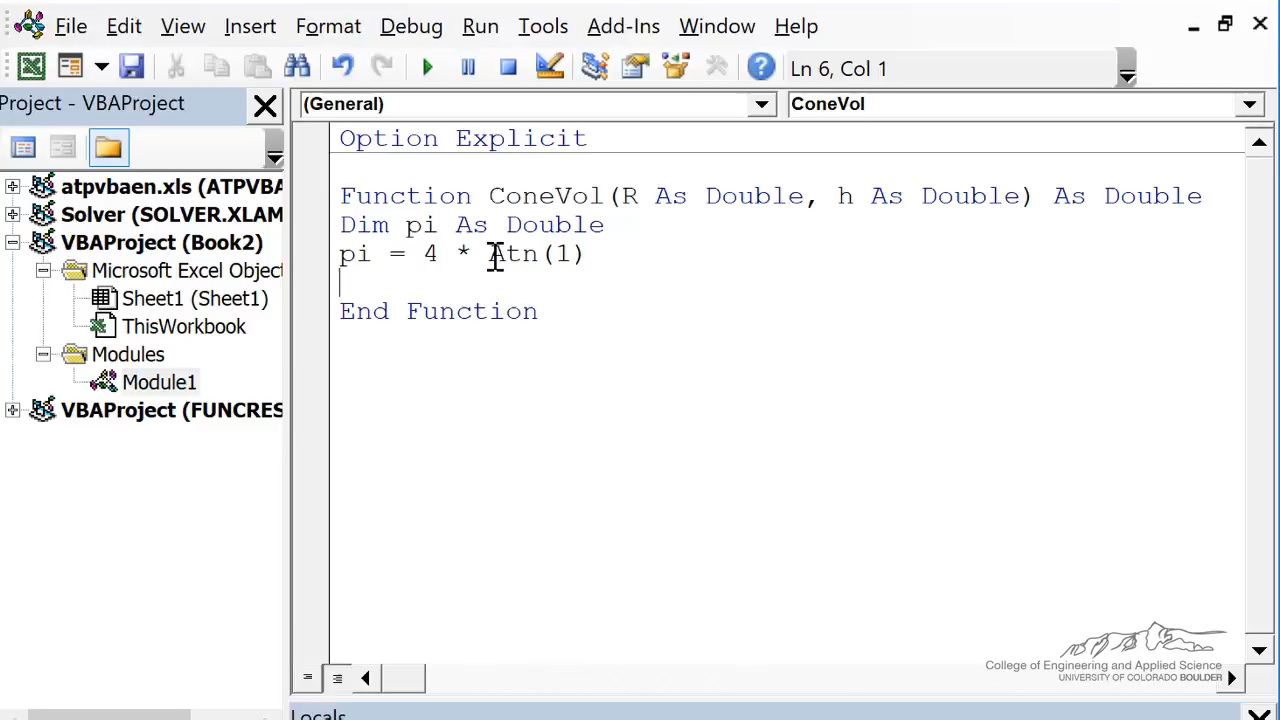 File Edit View Insert Format Debug Run Tools Add-Ins Window Help
Ln 6, Col 1
Project - VBAProject
(General) ConeVol
atpvbaen.xls (ATPVBA
Solver (SOLVER.XLAM
VBAProject (Book2)
Microsoft Excel Object
Sheet1 (Sheet1)
ThisWorkbook
Modules
Module1
VBAProject (FUNCRES
Option Explicit
Function ConeVol(R As Double, h As Double) As Double
Dim pi As Double
pi = 4 * Atn(1)
End Function
College of Engineering and Applied Science
UNIVERSITY OF COLORADO BOULDER
Locals